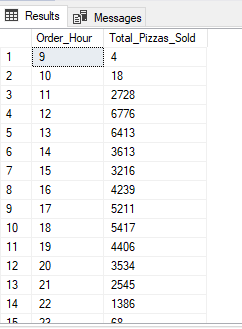 Results Messages
Order_Hour Total_Pizzas_Sold
1 9 4
2 10 18
3 11 2728
4 12 6776
5 13 6413
6 14 3613
7 15 3216
8 16 4239
9 17 5211
10 18 5417
11 19 4406
12 20 3534
13 21 2545
14 22 1386
15 23 68